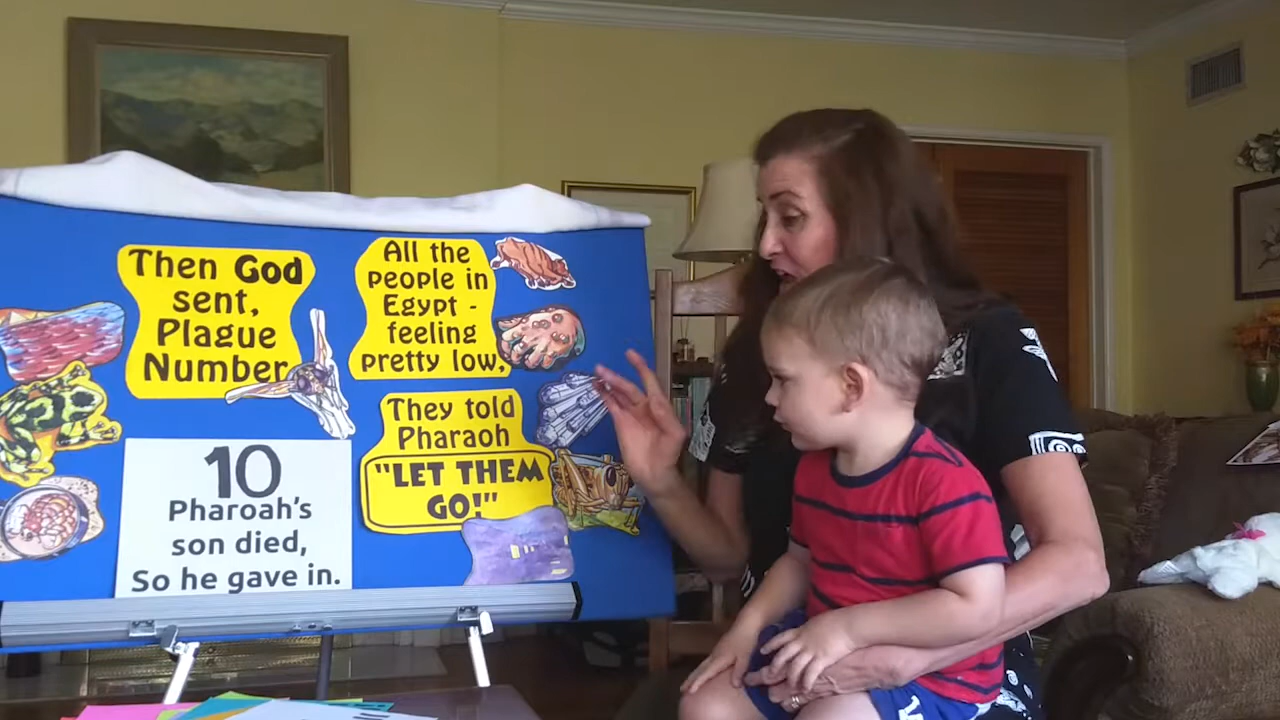 Then God
sent,
Plague
Number
10
Pharoah's
son died,
So he gave in.
All the
people in
Egypt -
feeling
pretty low,
They told
Pharaoh
"LET THEM
GO!"